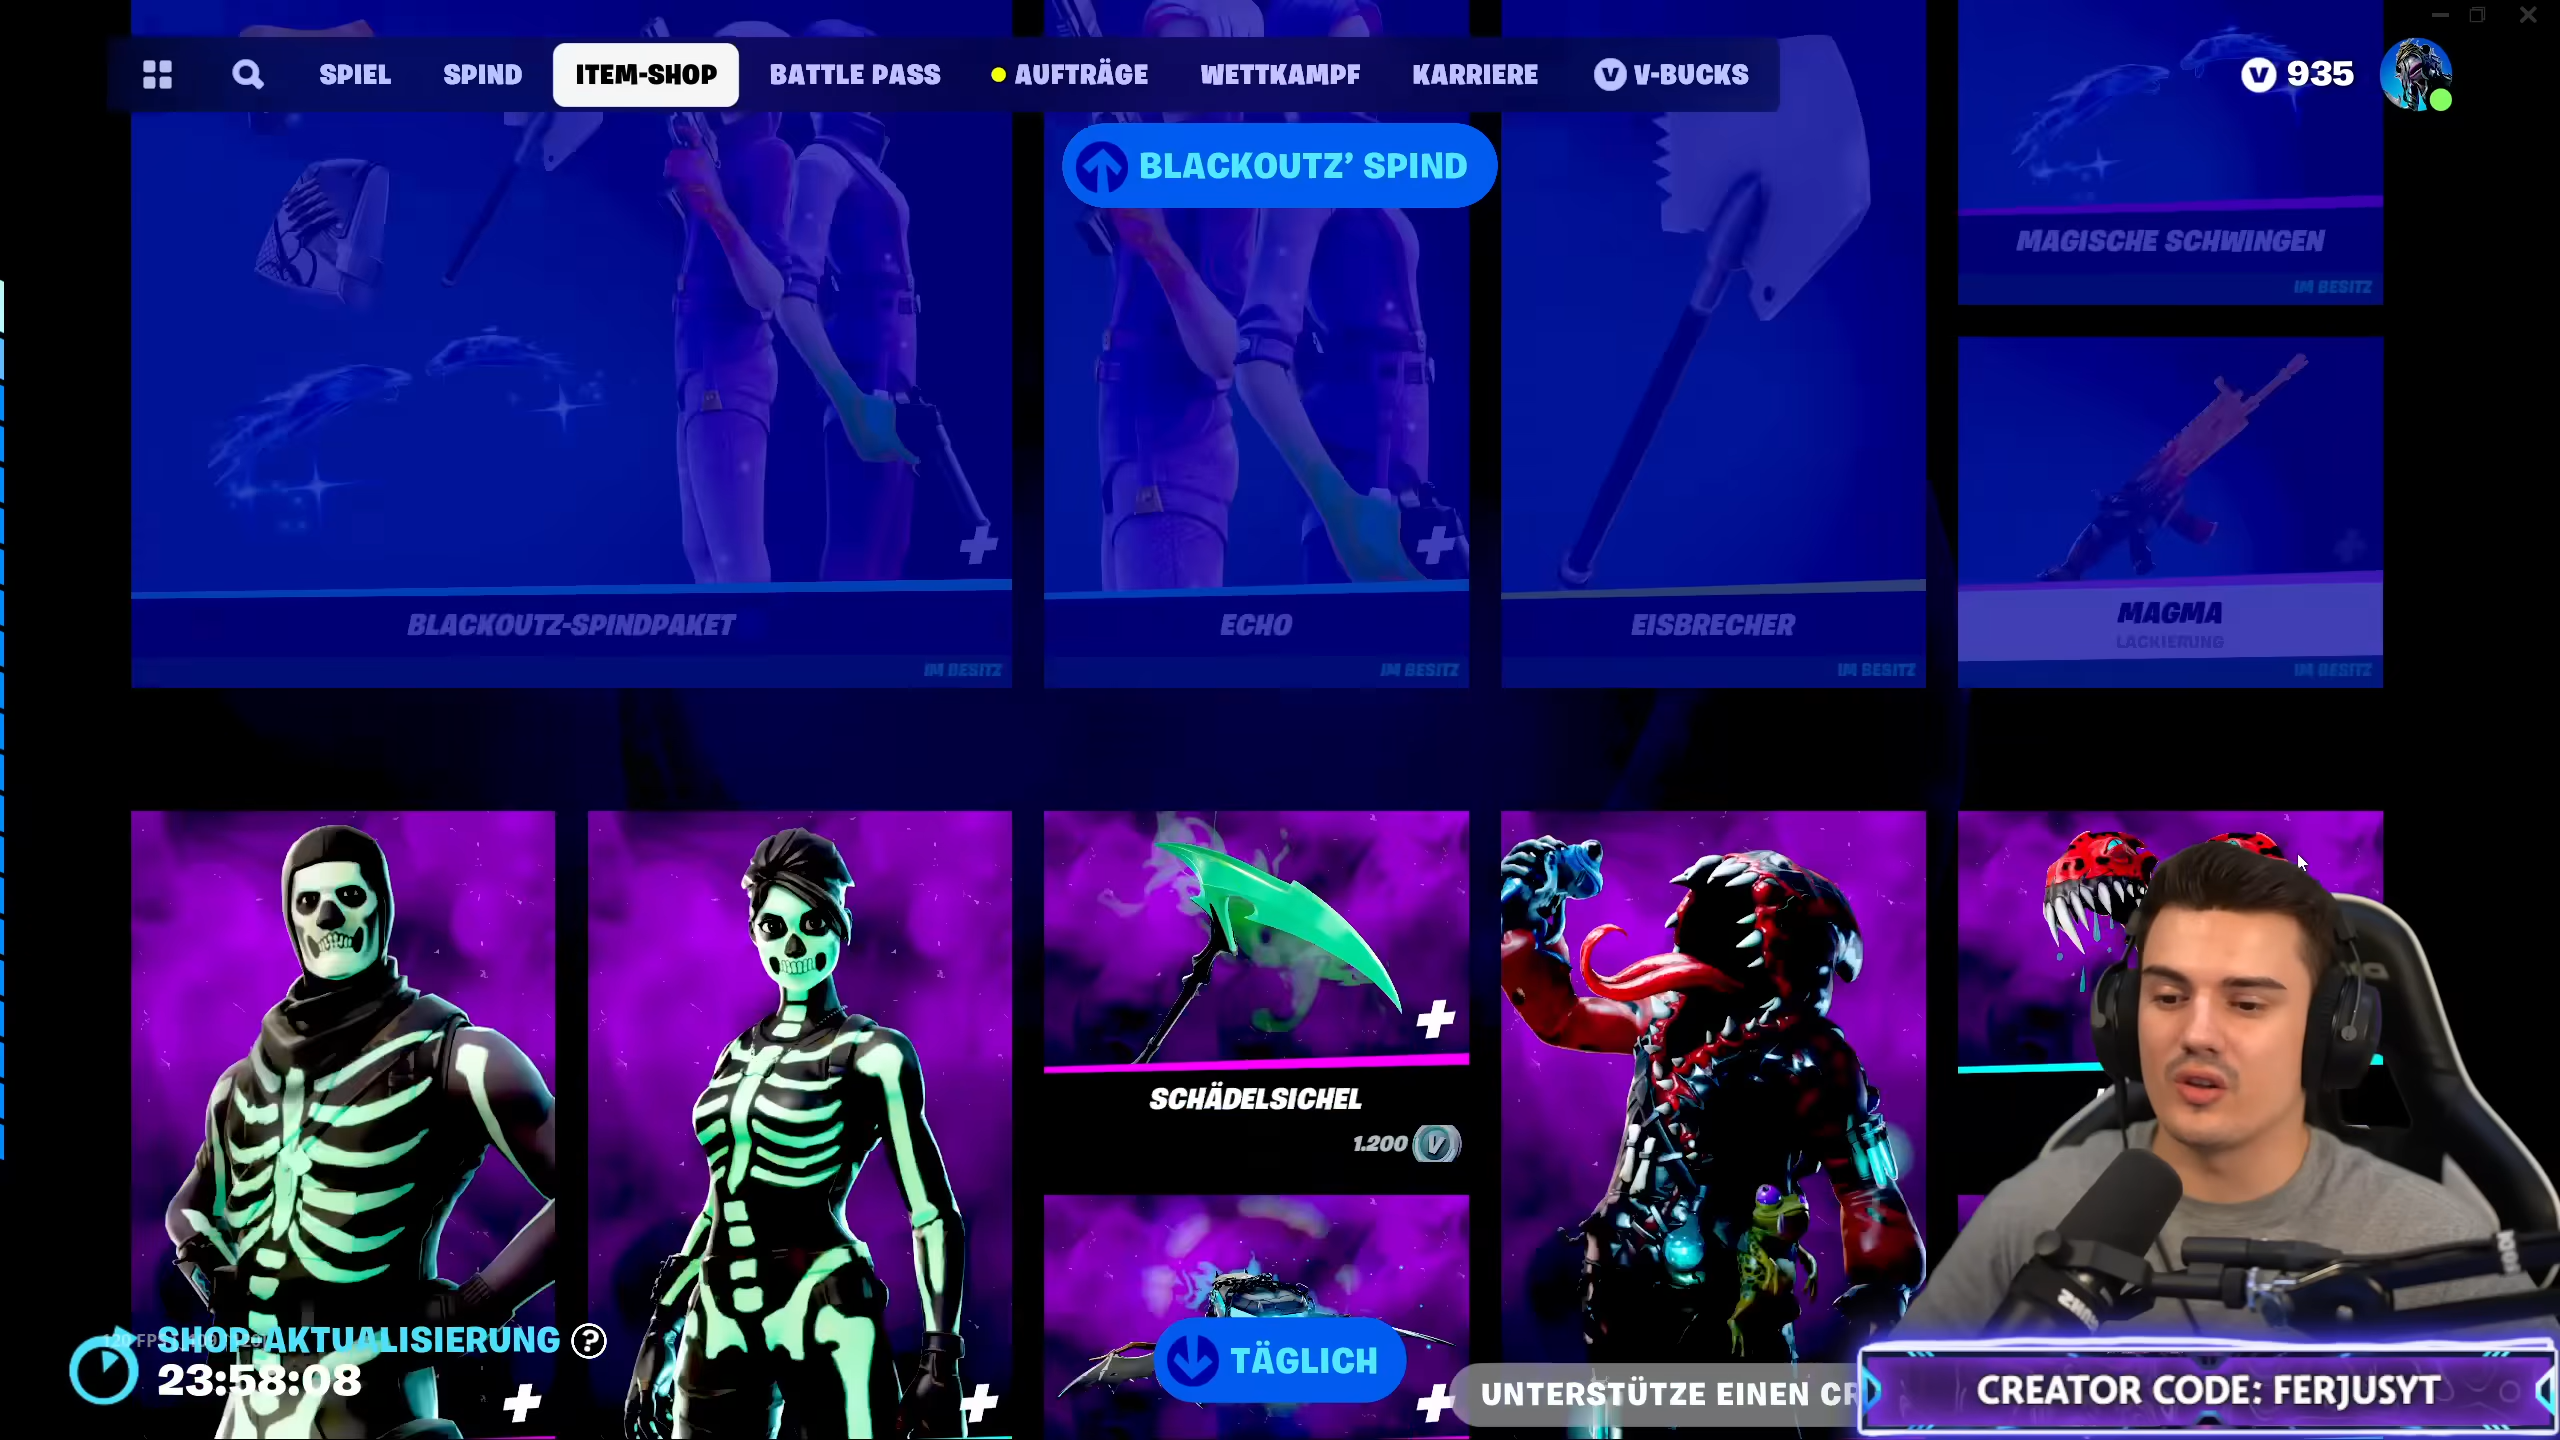 SPIEL
SPIND
ITEM-SHOP
BATTLE PASS
AUFTRÄGE
WETTKAMPF
KARRIERE
V-BUCKS
935
BLACKOUTZ' SPIND
MAGISCHE SCHWINGEN
IM BESITZ
BLACKOUTZ-SPINDPAKET
IM BESITZ
ECHO
IM BESITZ
EISBRECHER
IM BESITZ
MAGMA
LACKIERUNG
IM BESITZ
SCHÄDELSICHEL
1.200
SHOP-AKTUALISIERUNG ?
23:58:08
TÄGLICH
UNTERSTÜTZE EINEN CR
CREATOR CODE: FERJUSYT